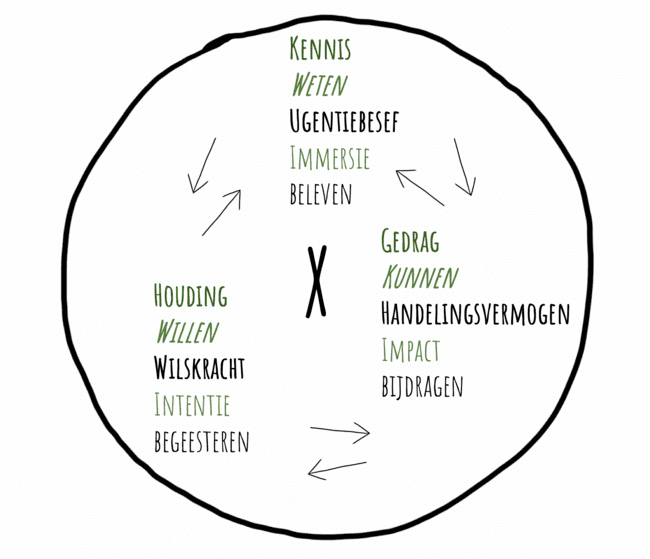 Kennis
Weten
Ugentiebesef
Immersie
beleven
Gedrag
Kunnen
Handelingsvermogen
Impact
bijdragen
Houding
Willen
Wilskracht
Intentie
begeesteren
X